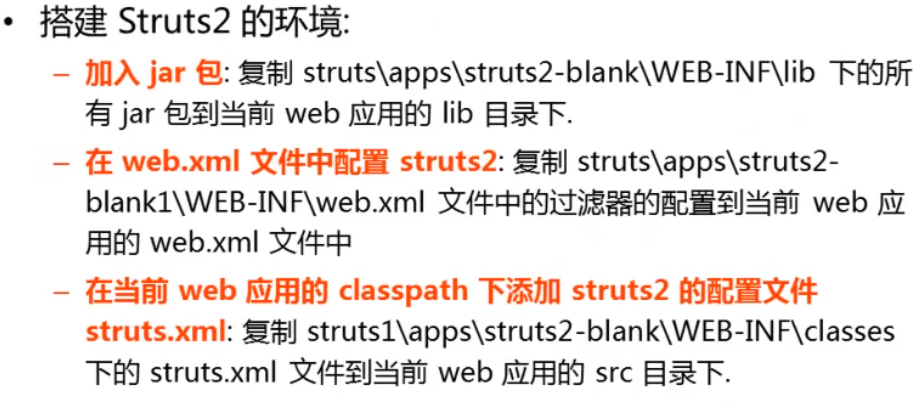 • 搭建 Struts2 的环境:
– 加入 jar 包: 复制 struts\apps\struts2-blank\WEB-INF\lib 下的所
有 jar 包到当前 web 应用的 lib 目录下.
– 在 web.xml 文件中配置 struts2: 复制 struts\apps\struts2-
blank1\WEB-INF\web.xml 文件中的过滤器的配置到当前 web 应
用的 web.xml 文件中
– 在当前 web 应用的 classpath 下添加 struts2 的配置文件
struts.xml: 复制 struts1\apps\struts2-blank\WEB-INF\classes
下的 struts.xml 文件到当前 web 应用的 src 目录下.